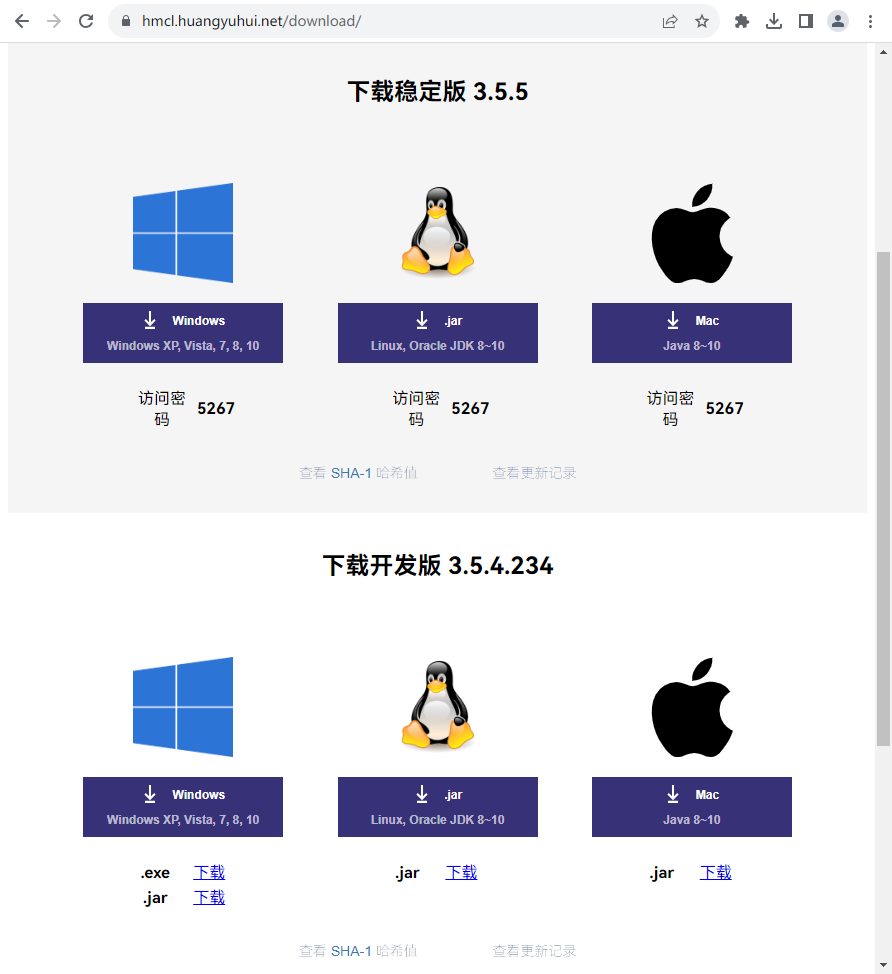 hmcl.huangyuhui.net/download/
下载稳定版 3.5.5
Windows
Windows XP, Vista, 7, 8, 10
.jar
Linux, Oracle JDK 8~10
Mac
Java 8~10
访问密
码
5267
访问密
码
5267
访问密
码
5267
查看 SHA-1 哈希值
查看更新记录
下载开发版 3.5.4.234
Windows
Windows XP, Vista, 7, 8, 10
.jar
Linux, Oracle JDK 8~10
Mac
Java 8~10
.exe 下载
.jar 下载
.jar 下载
.jar 下载
查看 SHA-1 哈希值
查看更新记录